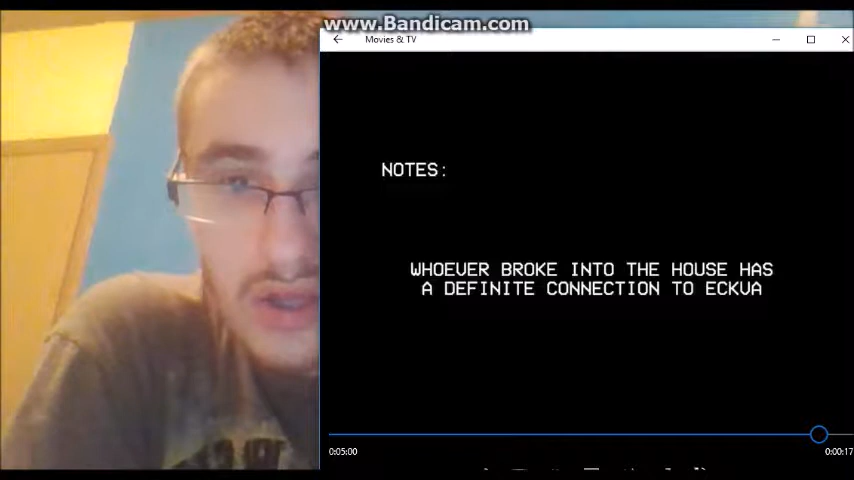 www.Bandicam.com
Movies & TV
NOTES:
WHOEVER BROKE INTO THE HOUSE HAS
A DEFINITE CONNECTION TO ECKVA
0:05:00
0:00:17